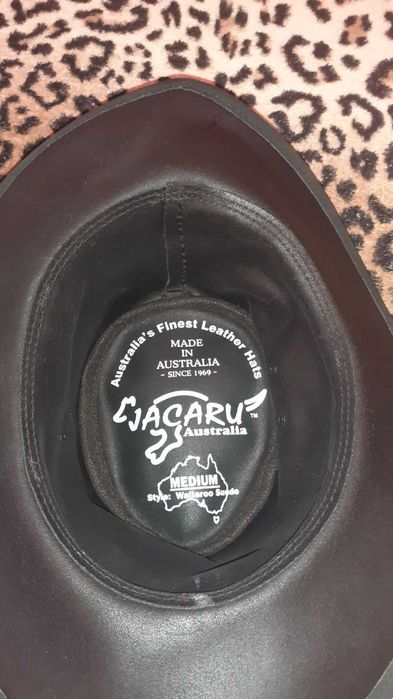 Australia's Finest Leather Hats
MADE
IN
AUSTRALIA
- SINCE 1969 -
JACARU™
Australia
MEDIUM
Style: Wallaroo Suede